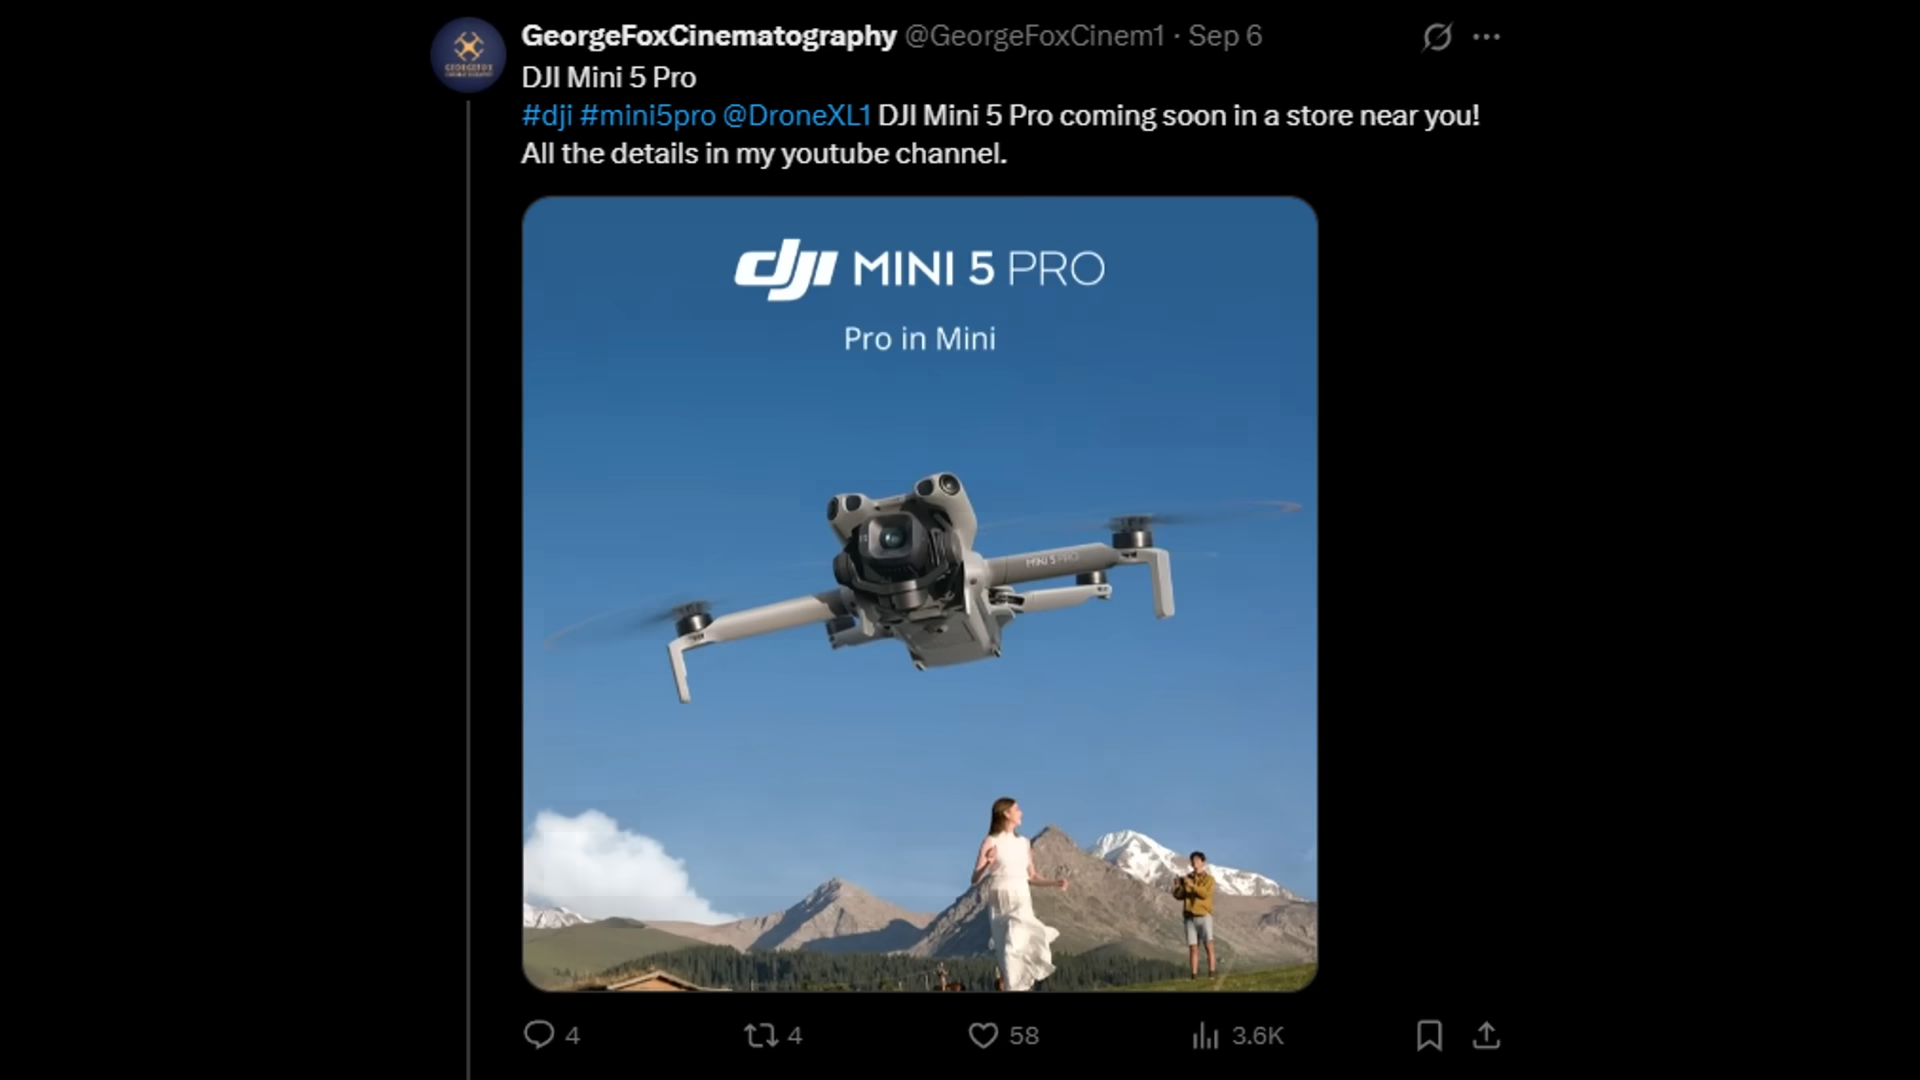 GeorgeFoxCinematography @GeorgeFoxCinem1 · Sep 6
DJI Mini 5 Pro
#dji #mini5pro @DroneXL1 DJI Mini 5 Pro coming soon in a store near you!
All the details in my youtube channel.
dji MINI 5 PRO
Pro in Mini
MINI 5 PRO
4
4
58
3.6K